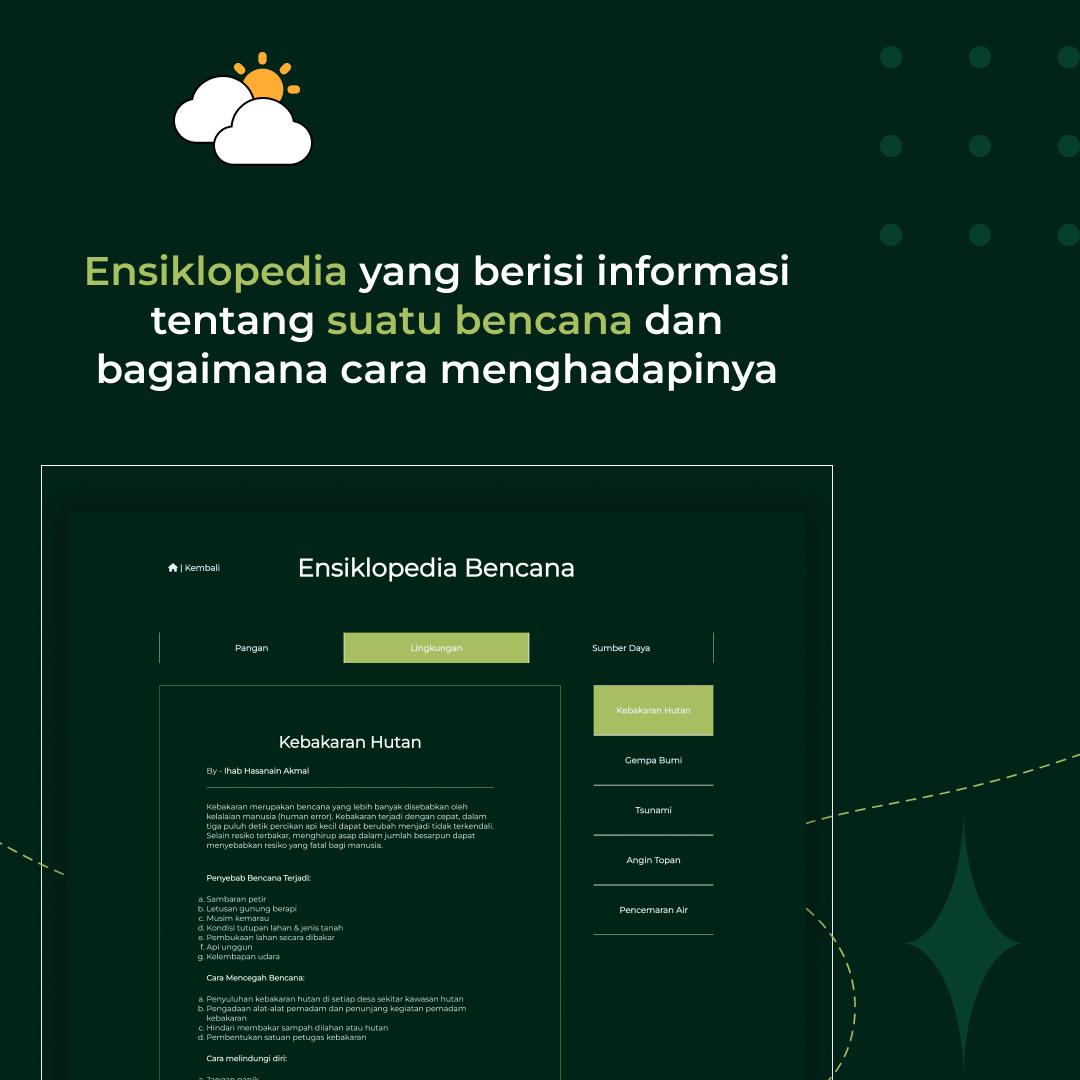 Ensiklopedia yang berisi informasi
tentang suatu bencana dan
bagaimana cara menghadapinya
| Kembali
Ensiklopedia Bencana
Pangan
Lingkungan
Sumber Daya
Kebakaran Hutan
By - Ihab Hasanain Akmal
Kebakaran merupakan bencana yang lebih banyak disebabkan oleh
kelalaian manusia (human error). Kebakaran terjadi dengan cepat, dalam
tiga puluh detik percikan api kecil dapat berubah menjadi tidak terkendali.
Selain resiko terbakar, menghirup asap dalam jumlah besarpun dapat
menyebabkan resiko yang fatal bagi manusia.
Penyebab Bencana Terjadi:
a. Sambaran petir
b. Letusan gunung berapi
c. Musim kemarau
d. Kondisi tutupan lahan & jenis tanah
e. Pembukaan lahan secara dibakar
f. Api unggun
g. Kelembapan udara
Cara Mencegah Bencana:
a. Penyuluhan kebakaran hutan di setiap desa sekitar kawasan hutan
b. Pengadaan alat-alat pemadam dan penunjang kegiatan pemadam
kebakaran
c. Hindari membakar sampah dilahan atau hutan
d. Pembentukan satuan petugas kebakaran
Cara melindungi diri:
a. Jangan panik
Kebakaran Hutan
Gempa Bumi
Tsunami
Angin Topan
Pencemaran Air